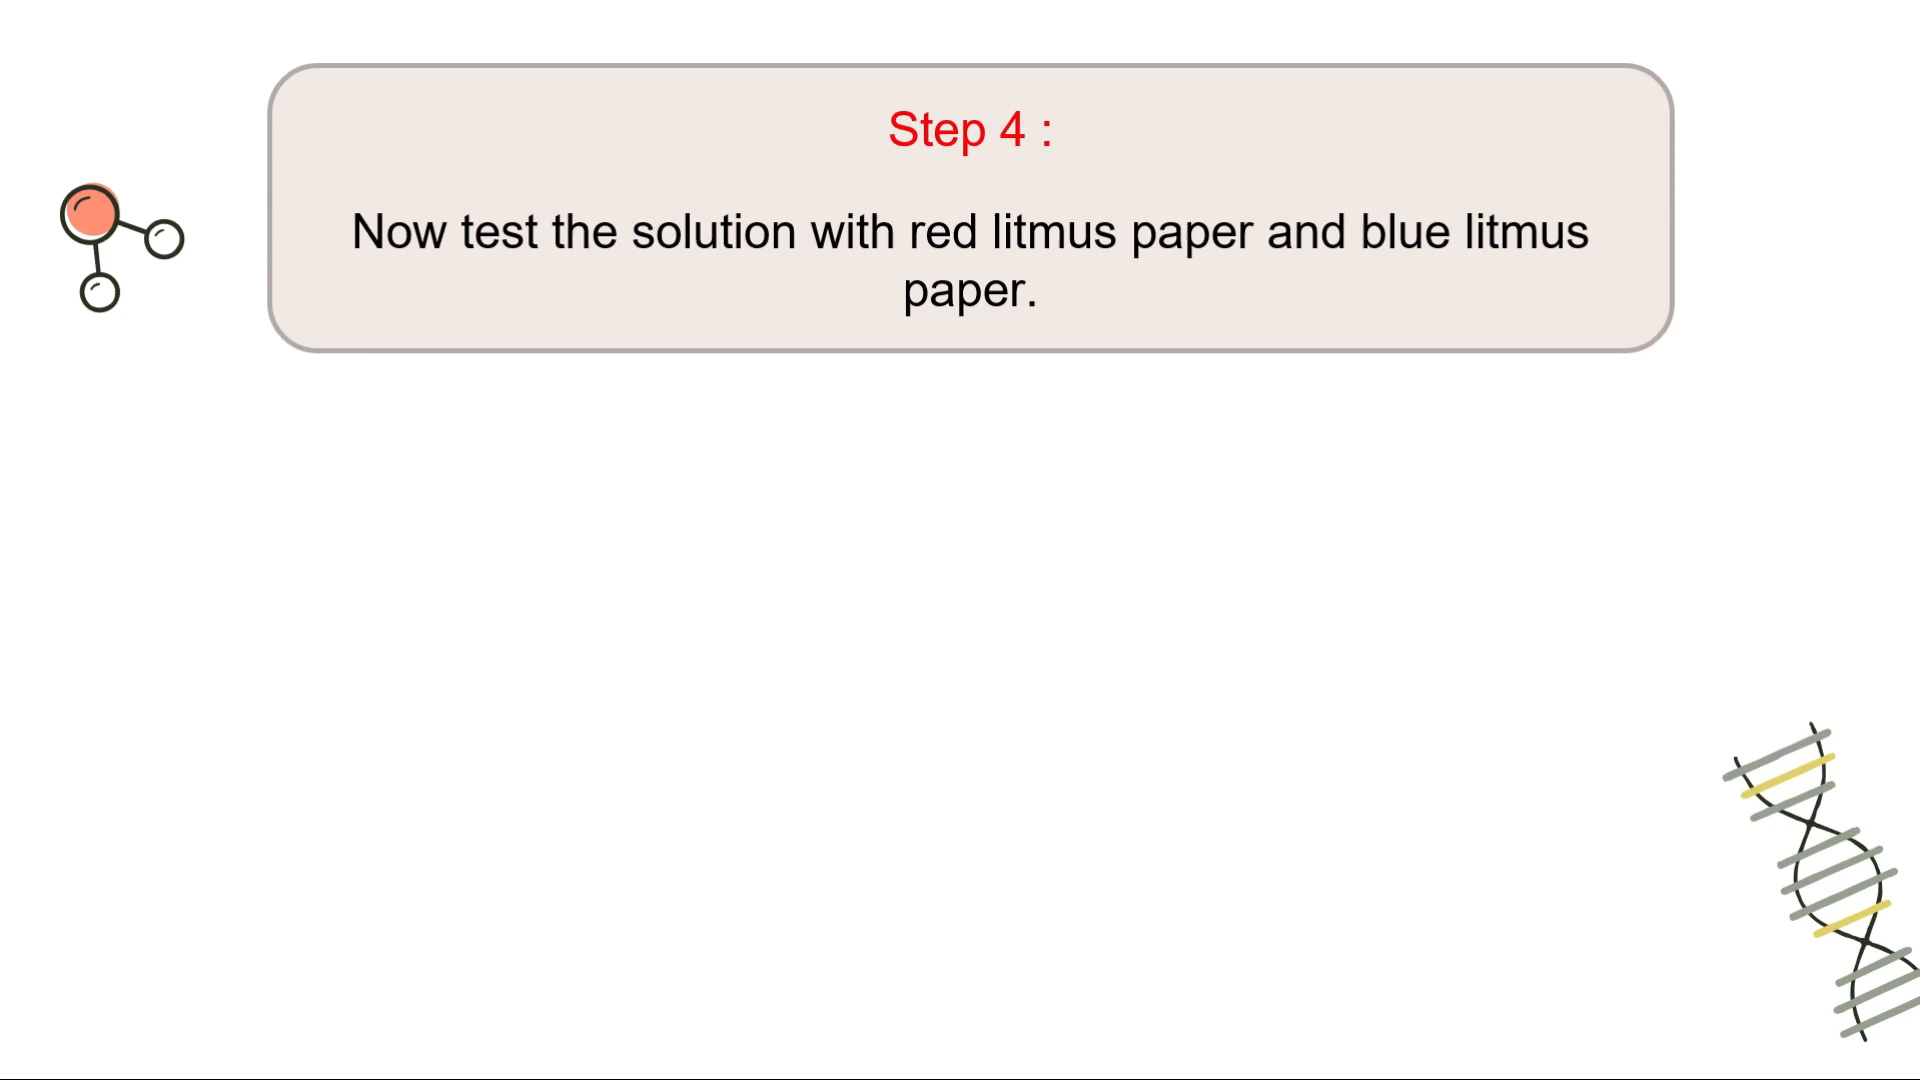 Step 4 :
Now test the solution with red litmus paper and blue litmus
paper.